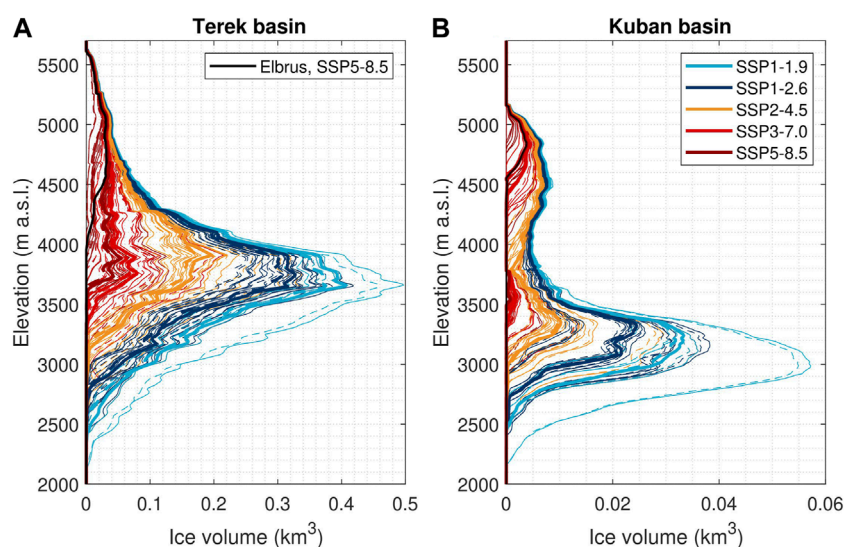 A Terek basin
B Kuban basin
Elevation (m a.s.l.)
5500
5000
4500
4000
3500
3000
2500
2000
Elbrus, SSP5-8.5
0
0.1
0.2
0.3
0.4
0.5
Ice volume (km³)
Elevation (m a.s.l.)
5500
5000
4500
4000
3500
3000
2500
2000
SSP1-1.9
SSP1-2.6
SSP2-4.5
SSP3-7.0
SSP5-8.5
0
0.02
0.04
0.06
Ice volume (km³)